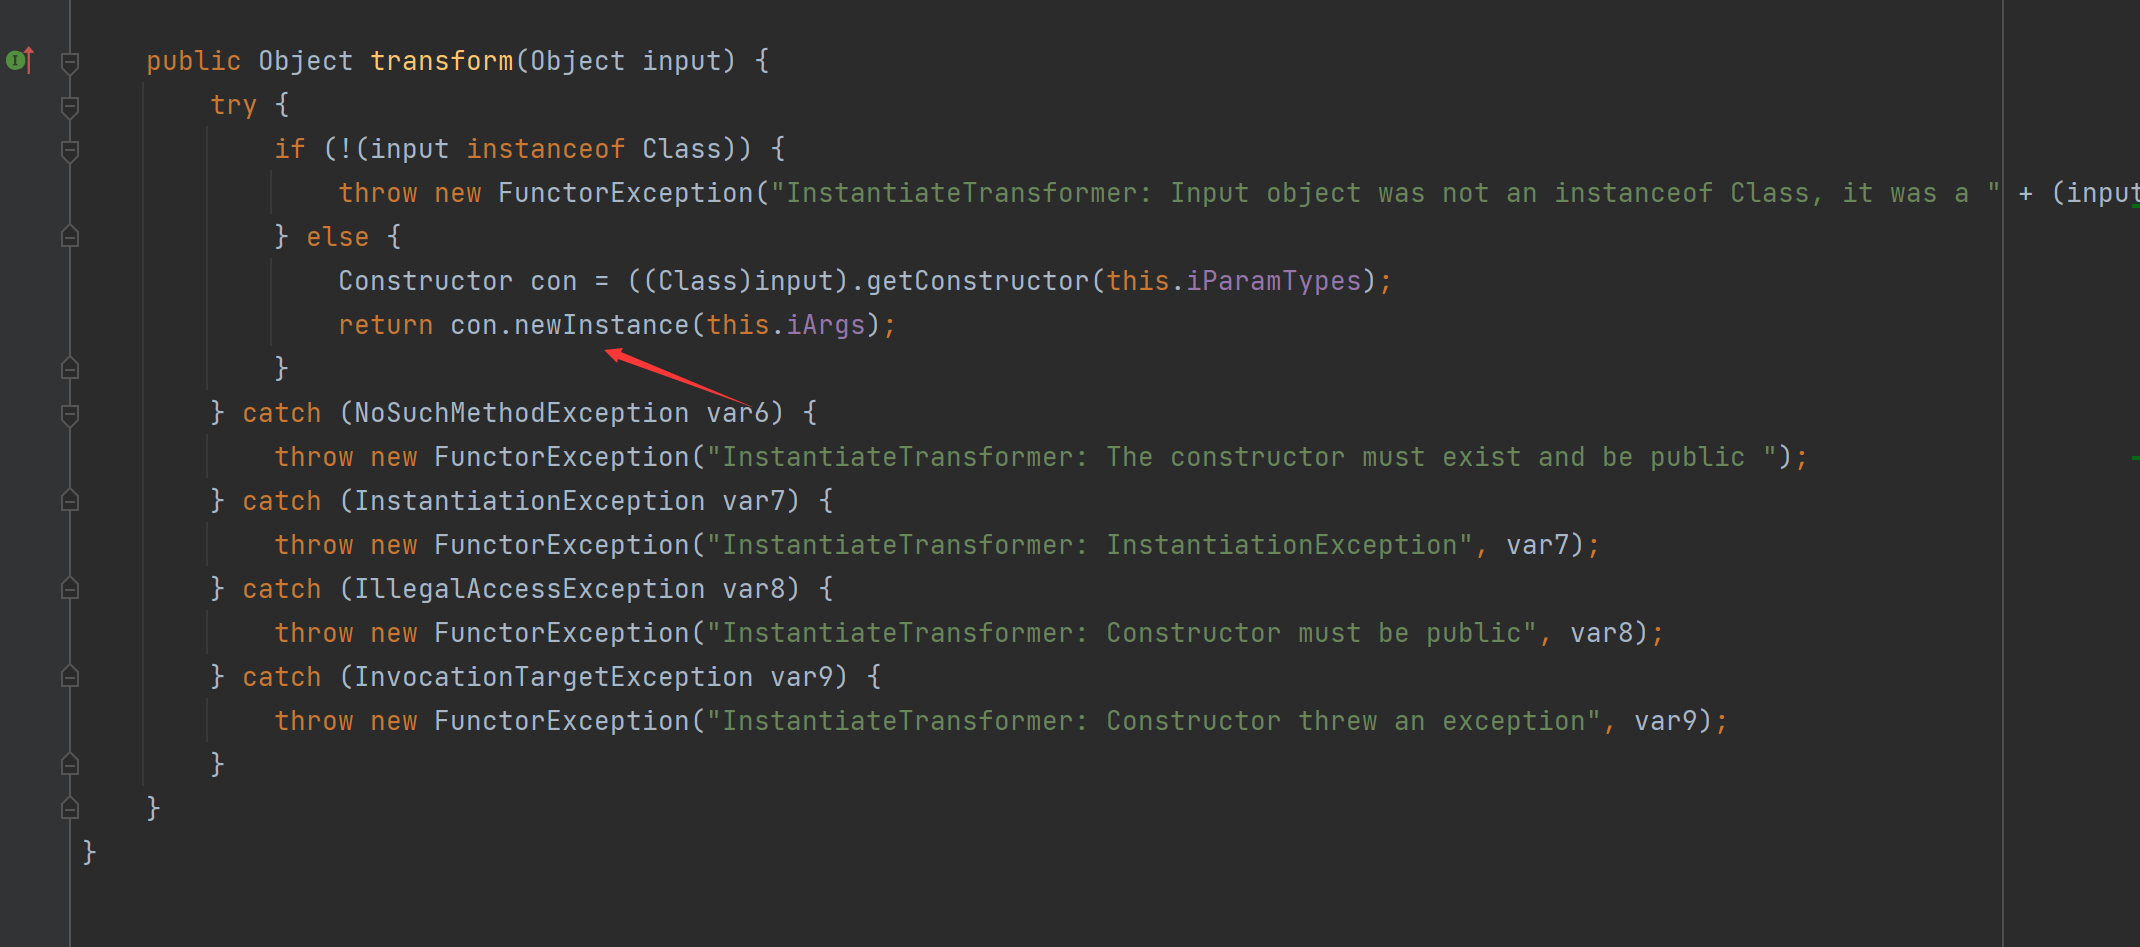 public Object transform(Object input) {
try {
if (!(input instanceof Class)) {
throw new FunctorException("InstantiateTransformer: Input object was not an instanceof Class, it was a " + (input
} else {
Constructor con = ((Class)input).getConstructor(this.iParamTypes);
return con.newInstance(this.iArgs);
}
} catch (NoSuchMethodException var6) {
throw new FunctorException("InstantiateTransformer: The constructor must exist and be public ");
} catch (InstantiationException var7) {
throw new FunctorException("InstantiateTransformer: InstantiationException", var7);
} catch (IllegalAccessException var8) {
throw new FunctorException("InstantiateTransformer: Constructor must be public", var8);
} catch (InvocationTargetException var9) {
throw new FunctorException("InstantiateTransformer: Constructor threw an exception", var9);
}
}
}